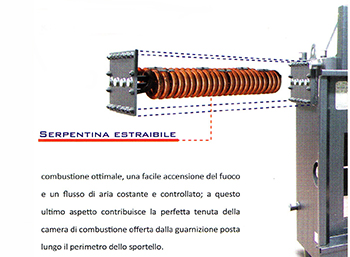 SERPENTINA ESTRAIBILE
combustione ottimale, una facile accensione del fuoco
e un flusso di aria costante e controllato; a questo
ultimo aspetto contribuisce la perfetta tenuta della
camera di combustione offerta dalla guarnizione posta
lungo il perimetro dello sportello.